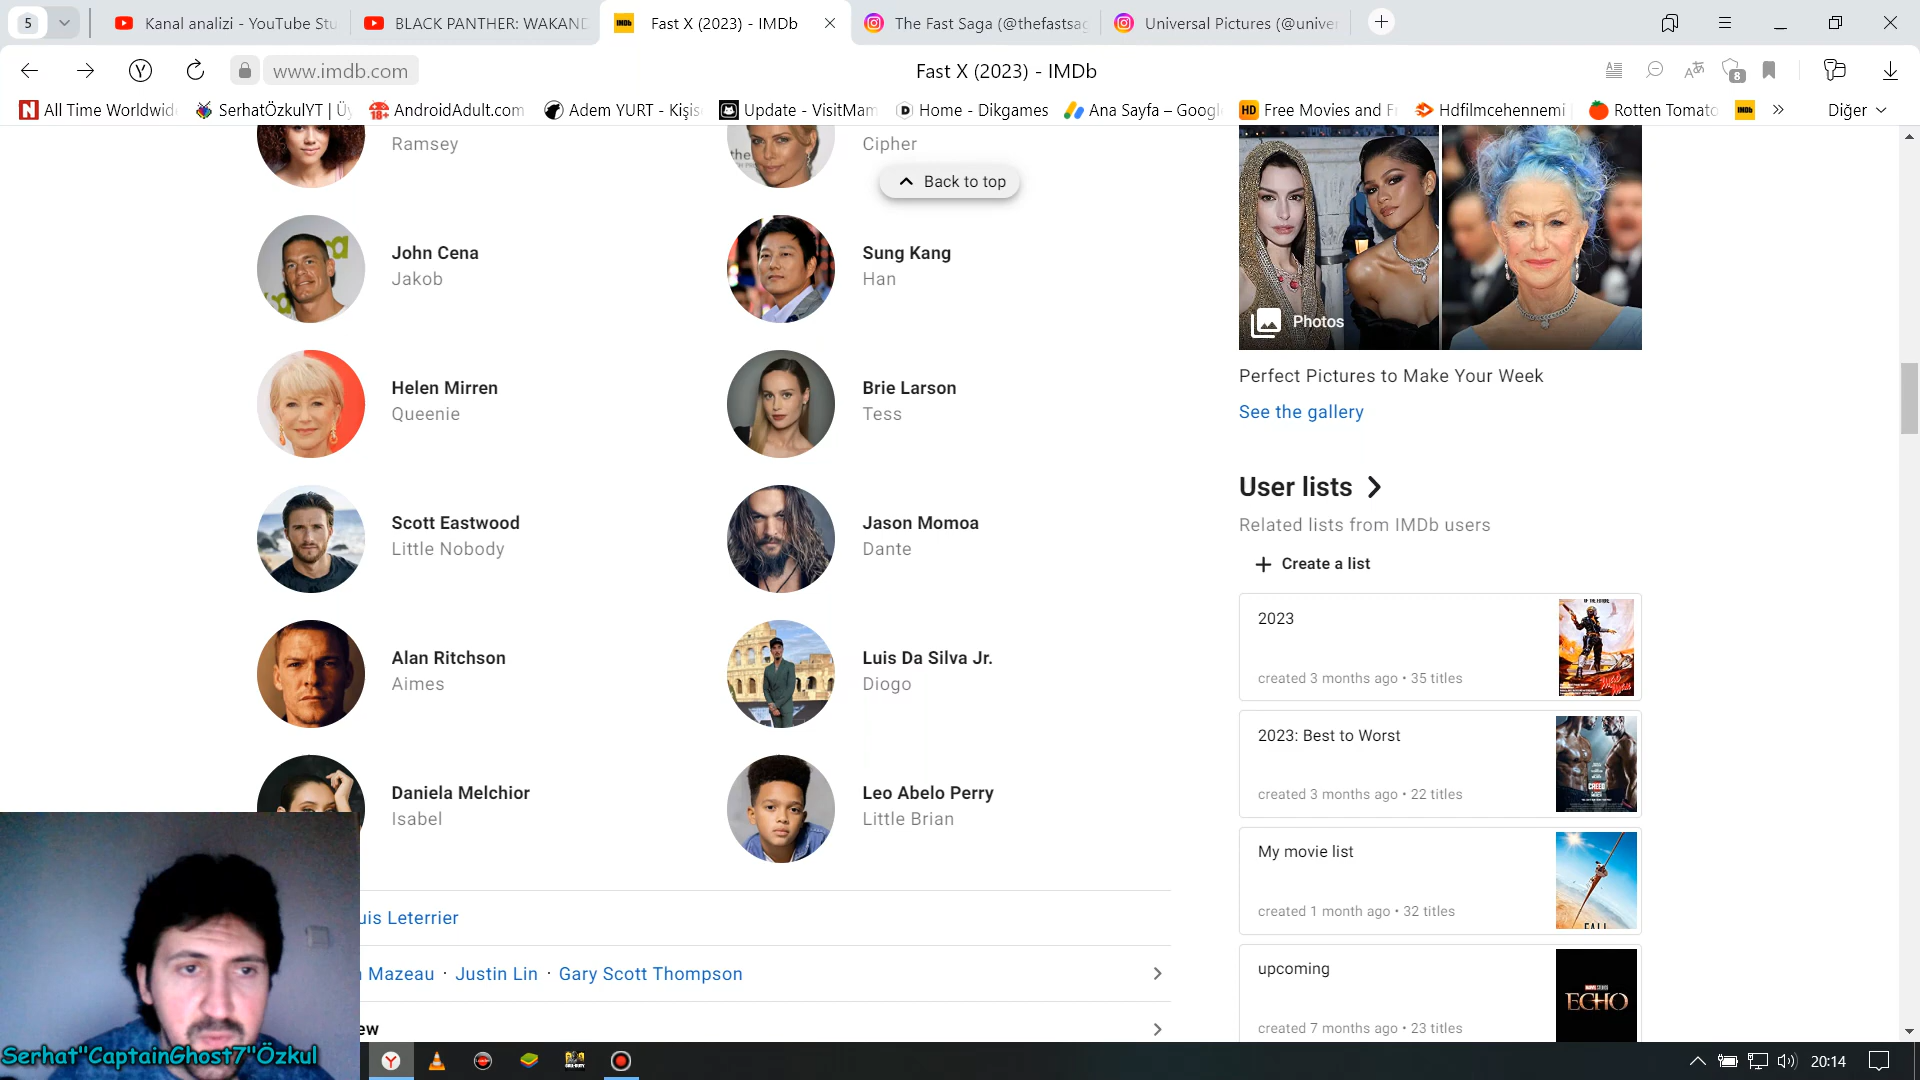 5
Kanal analizi - YouTube Stu
BLACK PANTHER: WAKAND
IMDb
Fast X (2023) - IMDb
The Fast Saga (@thefastsag
Universal Pictures (@univer
www.imdb.com
Fast X (2023) - IMDb
8
All Time Worldwid
SerhatÖzkulYT | Üy
18+
AndroidAdult.com
Adem YURT - Kişis
Update - VisitMam
Home - Dikgames
Ana Sayfa – Googl
HD
Free Movies and F
Hdfilmcehennemi
Rotten Tomato
IMDb
Diğer
Ramsey
Cipher
Back to top
John Cena
Jakob
Sung Kang
Han
Helen Mirren
Queenie
Brie Larson
Tess
Scott Eastwood
Little Nobody
Jason Momoa
Dante
Alan Ritchson
Aimes
Luis Da Silva Jr.
Diogo
Daniela Melchior
Isabel
Leo Abelo Perry
Little Brian
uis Leterrier
Mazeau · Justin Lin · Gary Scott Thompson
ew
Photos
Perfect Pictures to Make Your Week
See the gallery
User lists
Related lists from IMDb users
Create a list
2023
created 3 months ago • 35 titles
2023: Best to Worst
created 3 months ago • 22 titles
CREED
My movie list
created 1 month ago • 32 titles
FALL
upcoming
created 7 months ago • 23 titles
ECHO
Serhat"CaptainGhost7"Özkul
20:14